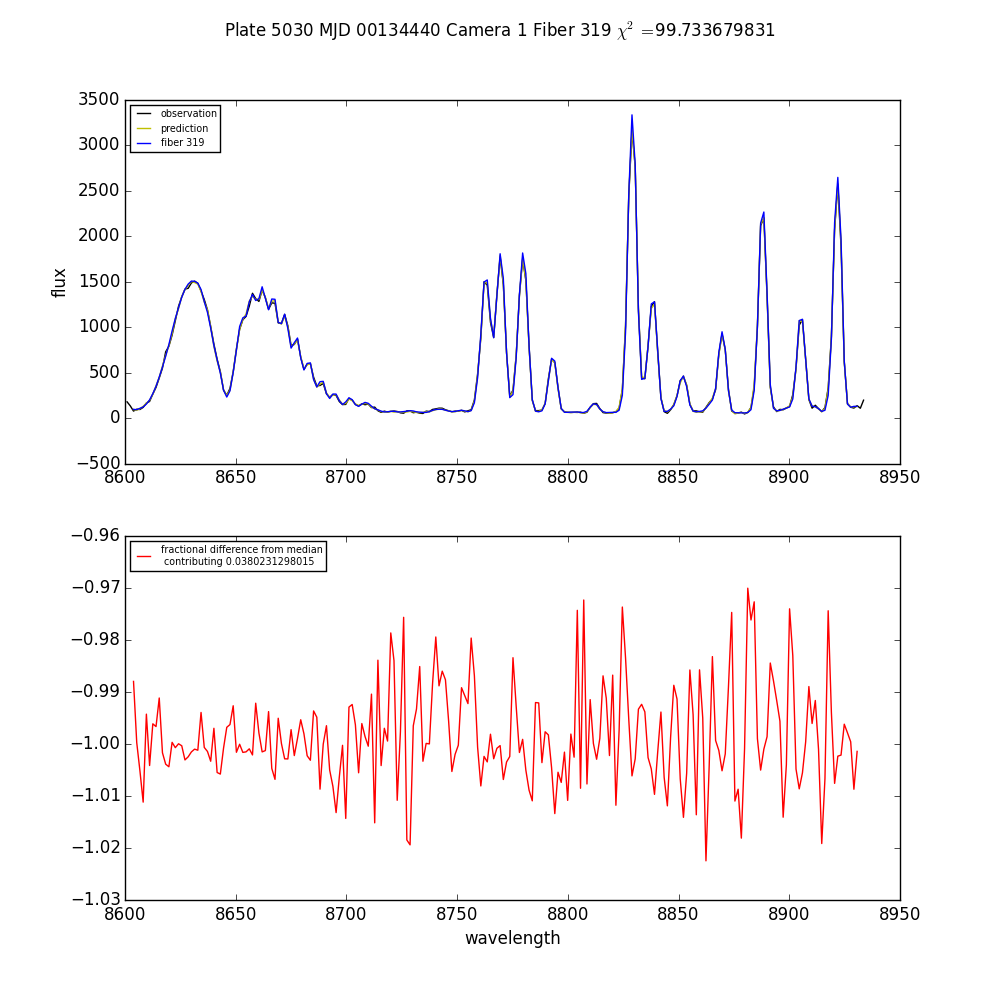 Plate 5030 MJD 00134440 Camera 1 Fiber 319 χ² =99.733679831
3500
3000
2500
2000
1500
1000
500
0
−500
flux
observation
prediction
fiber 319
8600 8650 8700 8750 8800 8850 8900 8950
−0.96
−0.97
−0.98
−0.99
−1.00
−1.01
−1.02
−1.03
fractional difference from median
contributing 0.0380231298015
8600 8650 8700 8750 8800 8850 8900 8950
wavelength